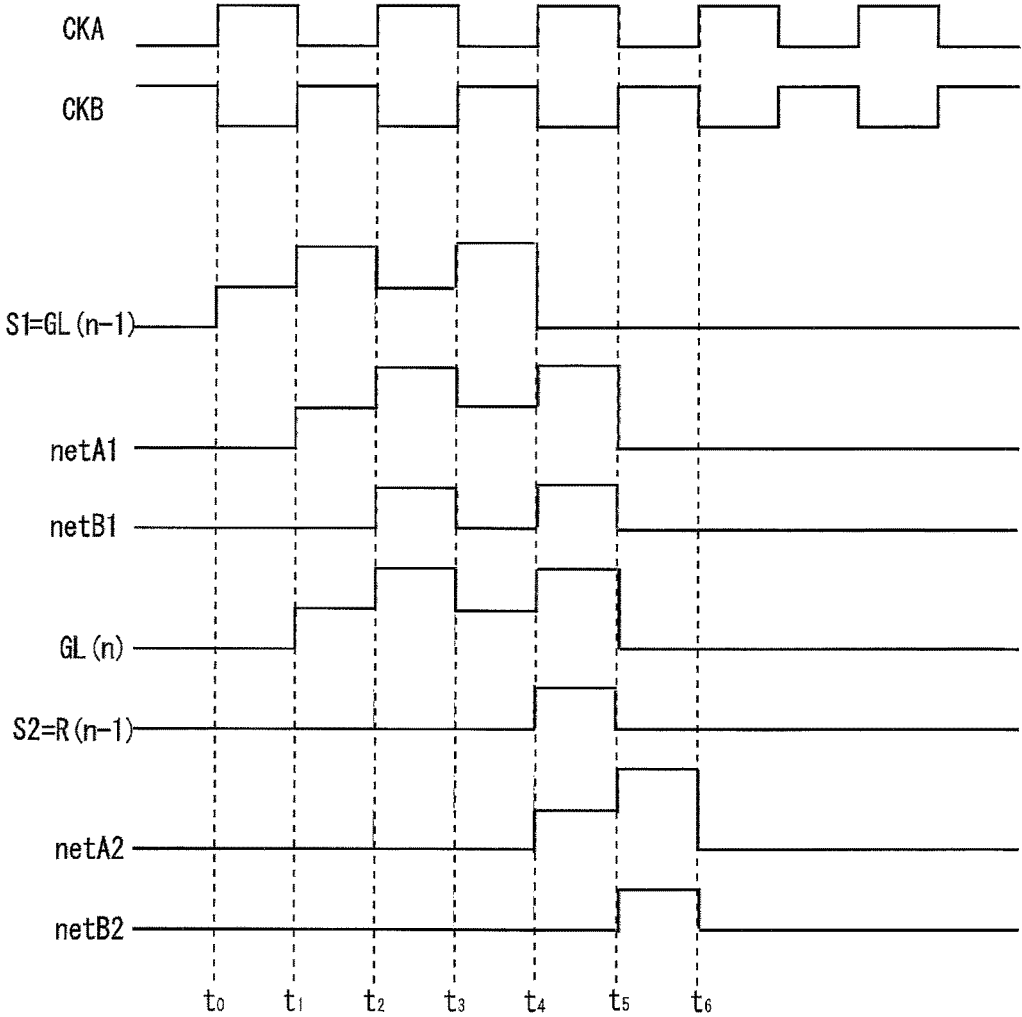 CKA
CKB
S1=GL(n-1)
netA1
netB1
GL(n)
S2=R(n-1)
netA2
netB2
t0 t1 t2 t3 t4 t5 t6